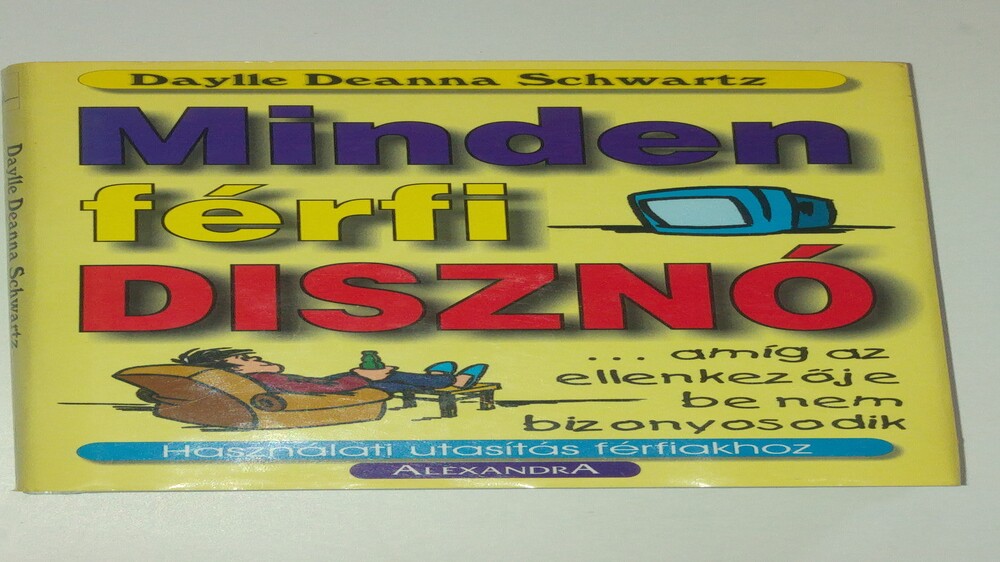 Daylle Deanna Schwartz
Minden
férfi
DISZNÓ
... amíg az
ellenkezője
be nem
bizonyosodik
Használati utasítás férfiakhoz
ALEXANDRA
Daylle Deanna Schwartz